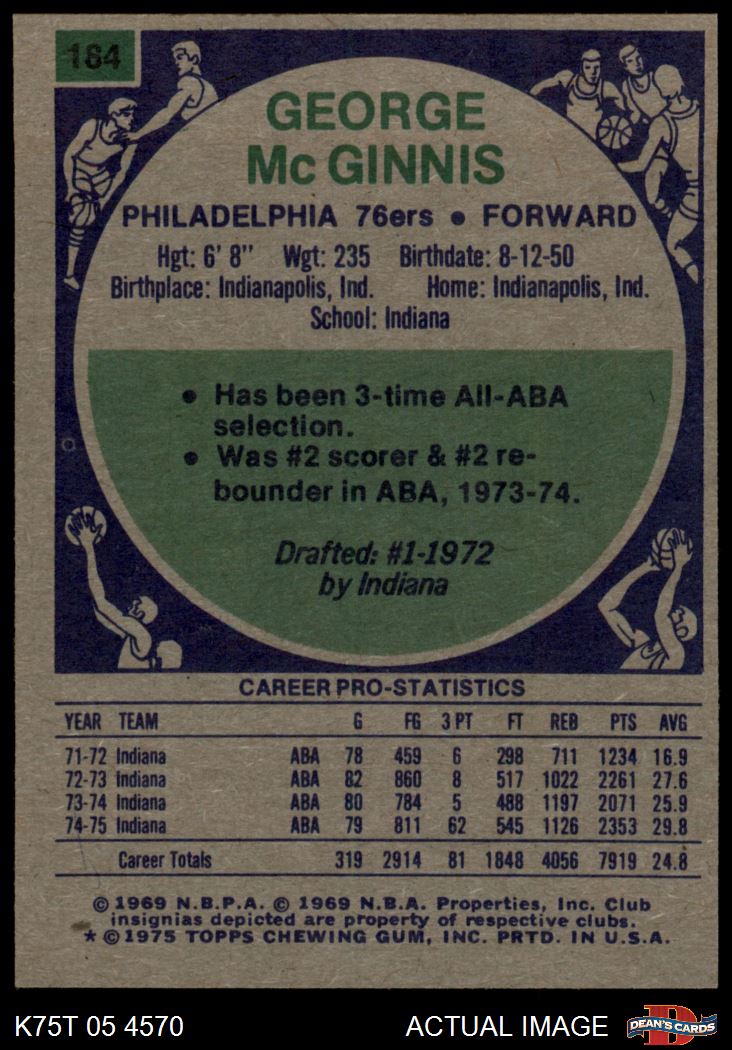 184
GEORGE
Mc GINNIS
PHILADELPHIA 76ers • FORWARD
Hgt: 6' 8" Wgt: 235 Birthdate: 8-12-50
Birthplace: Indianapolis, Ind. Home: Indianapolis, Ind.
School: Indiana
• Has been 3-time All-ABA
selection.
• Was #2 scorer & #2 re-
bounder in ABA, 1973-74.
Drafted: #1-1972
by Indiana
CAREER PRO-STATISTICS
YEAR TEAM G FG 3 PT FT REB PTS AVG
71-72 Indiana ABA 78 459 6 298 711 1234 16.9
72-73 Indiana ABA 82 860 8 517 1022 2261 27.6
73-74 Indiana ABA 80 784 5 488 1197 2071 25.9
74-75 Indiana ABA 79 811 62 545 1126 2353 29.8
Career Totals 319 2914 81 1848 4056 7919 24.8
© 1969 N.B.P.A. © 1969 N.B.A. Properties, Inc. Club
insignias depicted are property of respective clubs.
* © 1975 TOPPS CHEWING GUM, INC. PRTD. IN U.S.A.
K75T 05 4570 ACTUAL IMAGE D DEAN'S CARDS